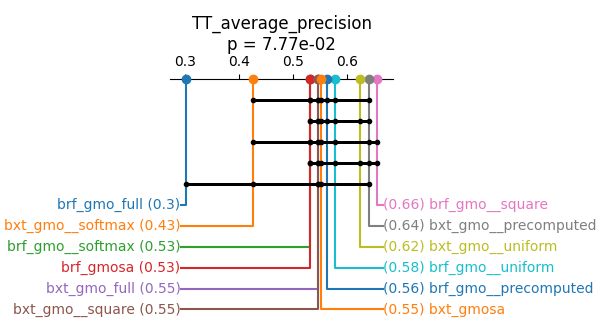 TT_average_precision
p = 7.77e-02
0.3 0.4 0.5 0.6
brf_gmo_full (0.3) (0.66) brf_gmo__square
bxt_gmo__softmax (0.43) (0.64) bxt_gmo__precomputed
brf_gmo__softmax (0.53) (0.62) bxt_gmo__uniform
brf_gmosa (0.53) (0.58) brf_gmo__uniform
bxt_gmo_full (0.55) (0.56) brf_gmo__precomputed
bxt_gmo__square (0.55) (0.55) bxt_gmosa